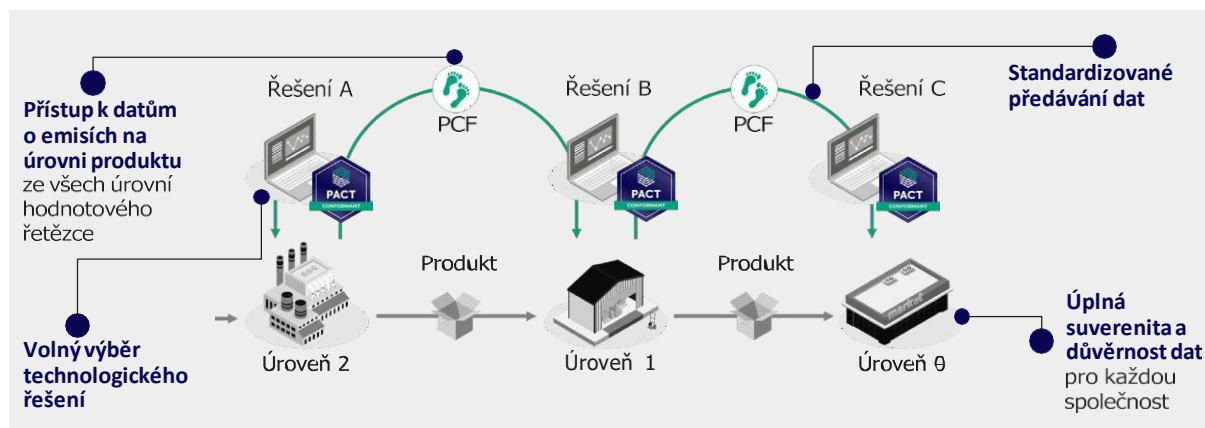 Přístup k datům
o emisích na
úrovni produktu
ze všech úrovní
hodnotového
řetězce
Volný výběr
technologického
řešení
Řešení A
PCF
Řešení B
PCF
Řešení C
PACT
CONFORMANT
PACT
CONFORMANT
PACT
CONFORMANT
Produkt
Produkt
market
Úroveň 2
Úroveň 1
Úroveň 0
Standardizované
předávání dat
Úplná
suverenita a
důvěrnost dat
pro každou
společnost